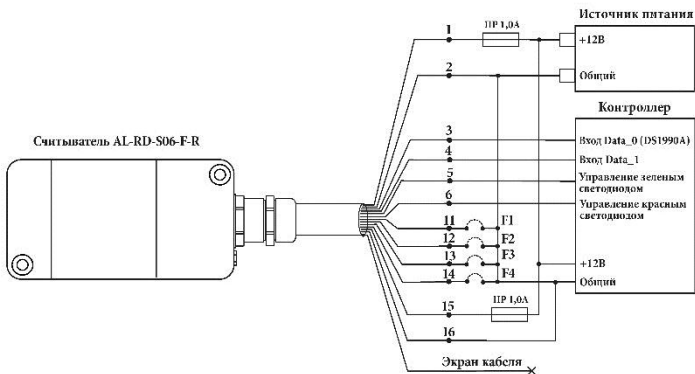 Источник питания
1
ПР 1,0А
+12В
2
Общий
Контроллер
Считыватель AL-RD-S06-F-R
3
Вход Data_0 (DS1990A)
4
Вход Data_1
5
Управление зеленым
светодиодом
6
Управление красным
светодиодом
11
F1
12
F2
13
F3
+12В
14
F4
Общий
15
ПР 1,0А
16
Экран кабеля